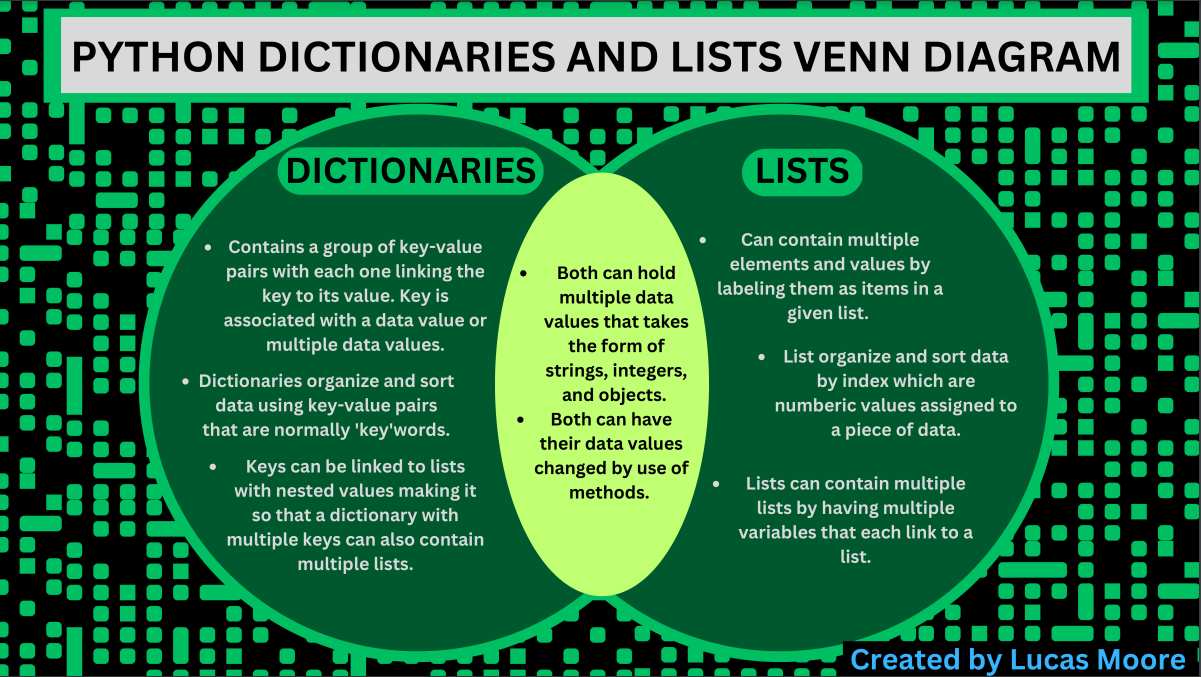 PYTHON DICTIONARIES AND LISTS VENN DIAGRAM
DICTIONARIES
• Contains a group of key-value
pairs with each one linking the
key to its value. Key is
associated with a data value or
multiple data values.
• Dictionaries organize and sort
data using key-value pairs
that are normally 'key'words.
• Keys can be linked to lists
with nested values making it
so that a dictionary with
multiple keys can also contain
multiple lists.
• Both can hold
multiple data
values that takes
the form of
strings, integers,
and objects.
• Both can have
their data values
changed by use of
methods.
LISTS
• Can contain multiple
elements and values by
labeling them as items in a
given list.
• List organize and sort data
by index which are
numberic values assigned to
a piece of data.
• Lists can contain multiple
lists by having multiple
variables that each link to a
list.
Created by Lucas Moore